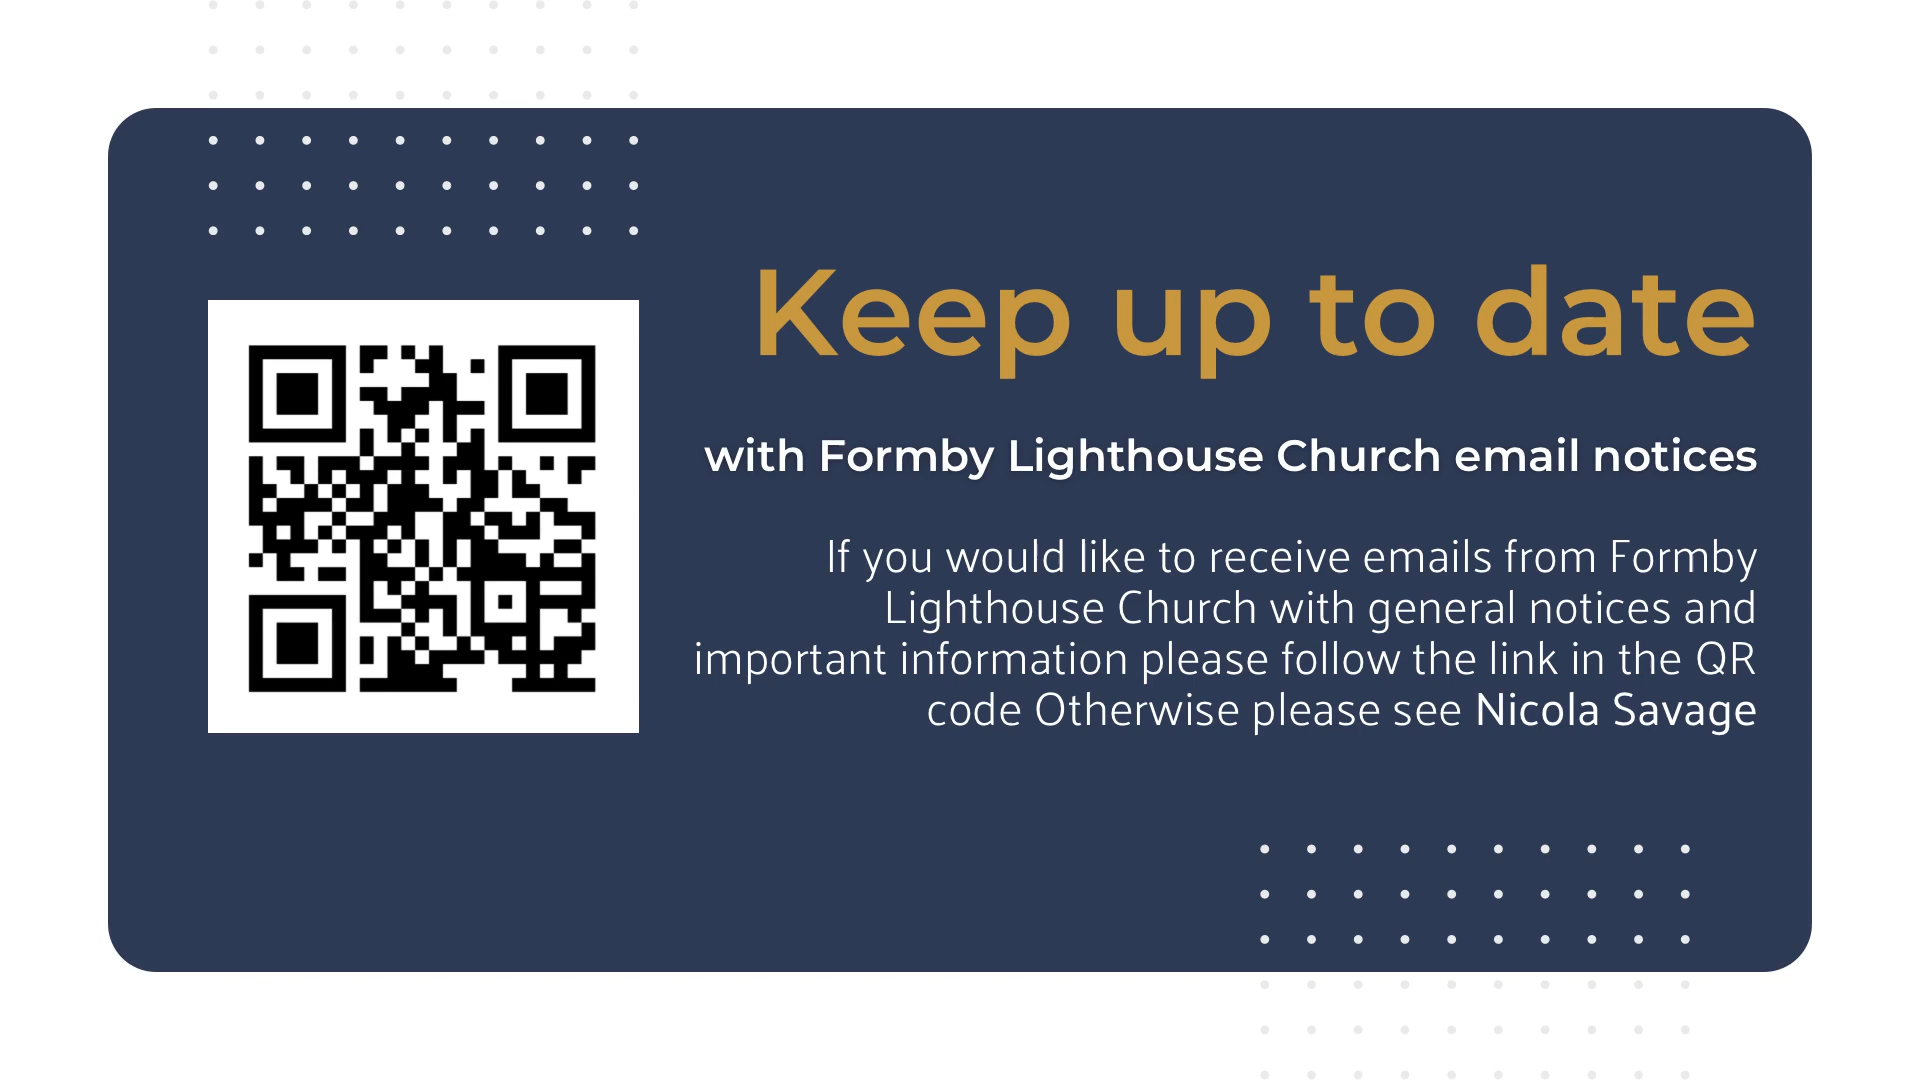 Keep up to date
with Formby Lighthouse Church email notices
If you would like to receive emails from Formby
Lighthouse Church with general notices and
important information please follow the link in the QR
code Otherwise please see Nicola Savage